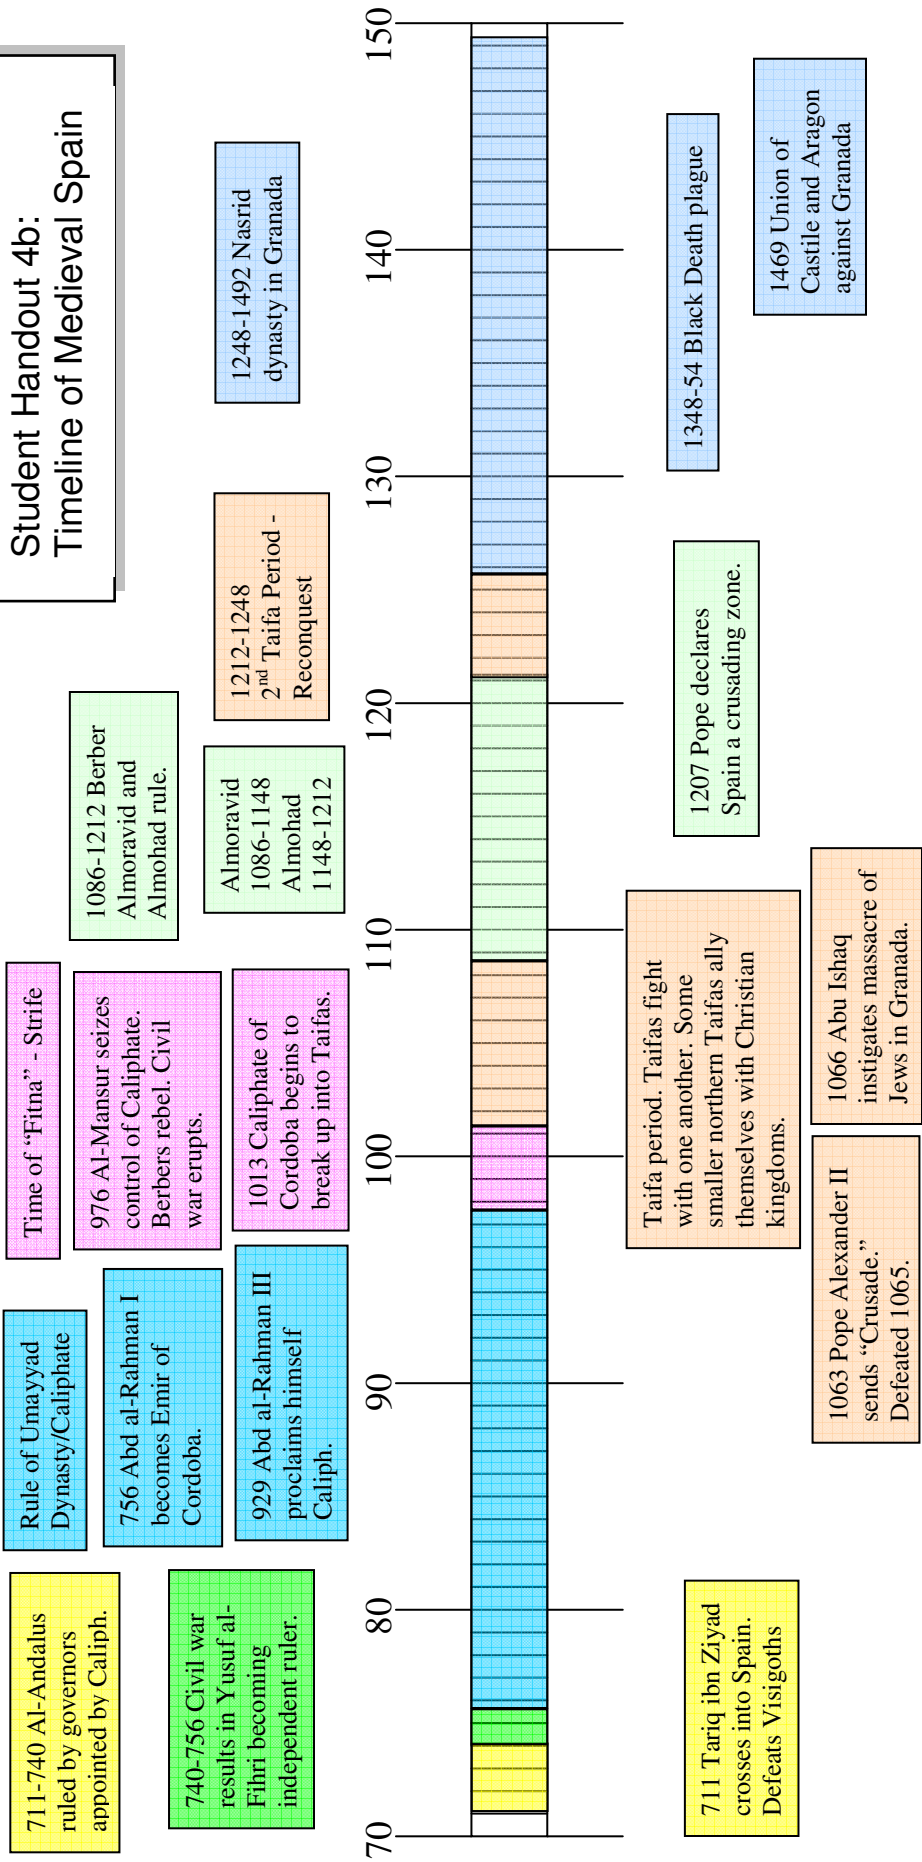 Student Handout 4b:
Timeline of Medieval Spain
711-740 Al-Andalus
ruled by governors
appointed by Caliph.
740-756 Civil war
results in Yusuf al-
Fihri becoming
independent ruler.
Rule of Umayyad
Dynasty/Caliphate
756 Abd al-Rahman I
becomes Emir of
Cordoba.
929 Abd al-Rahman III
proclaims himself
Caliph.
Time of “Fitna” - Strife
976 Al-Mansur seizes
control of Caliphate.
Berbers rebel. Civil
war erupts.
1013 Caliphate of
Cordoba begins to
break up into Taifas.
1086-1212 Berber
Almoravid and
Almohad rule.
Almoravid
1086-1148
Almohad
1148-1212
1212-1248
2nd Taifa Period -
Reconquest
1248-1492 Nasrid
dynasty in Granada
70 80 90 100 110 120 130 140 150
711 Tariq ibn Ziyad
crosses into Spain.
Defeats Visigoths
Taifa period. Taifas fight
with one another. Some
smaller northern Taifas ally
themselves with Christian
kingdoms.
1063 Pope Alexander II
sends “Crusade.”
Defeated 1065.
1066 Abu Ishaq
instigates massacre of
Jews in Granada.
1207 Pope declares
Spain a crusading zone.
1348-54 Black Death plague
1469 Union of
Castile and Aragon
against Granada